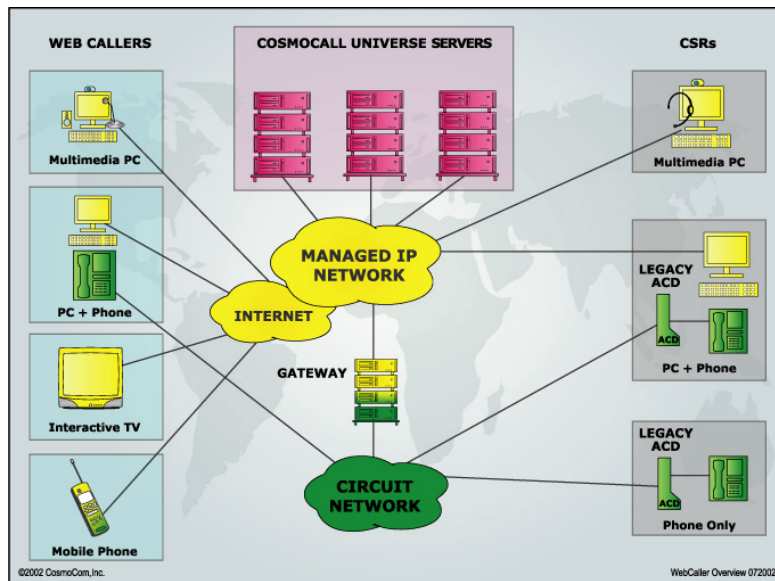 WEB CALLERS
COSMOCALL UNIVERSE SERVERS
CSRs
Multimedia PC
Multimedia PC
MANAGED IP
NETWORK
INTERNET
PC + Phone
LEGACY
ACD
ACD
PC + Phone
GATEWAY
Interactive TV
CIRCUIT
NETWORK
LEGACY
ACD
ACD
Phone Only
Mobile Phone
©2002 CosmoCom,Inc.
WebCaller Overview 072002